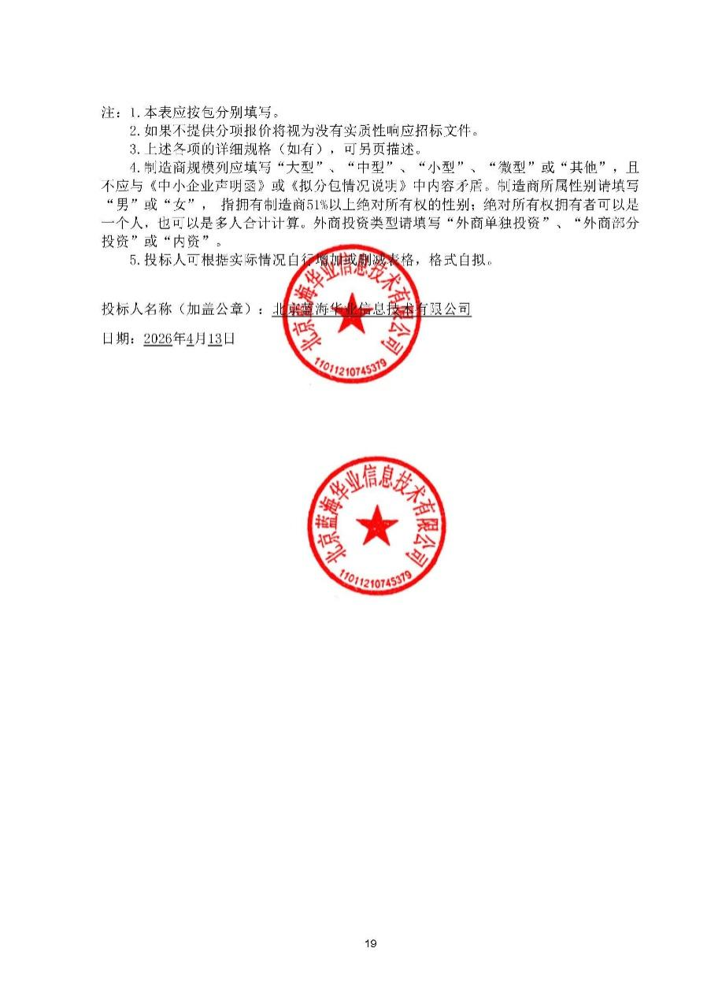 注：1.本表应按包分别填写。
2.如果不提供分项报价将视为没有实质性响应招标文件。
3.上述各项的详细规格（如有），可另页描述。
4.制造商规模列应填写“大型”、“中型”、“小型”、“微型”或“其他”，且
不应与《中小企业声明函》或《拟分包情况说明》中内容矛盾。制造商所属性别请填写
“男”或“女”， 指拥有制造商51%以上绝对所有权的性别；绝对所有权拥有者可以是
一个人，也可以是多人合计计算。外商投资类型请填写“外商单独投资”、“外商部分
投资”或“内资”。
5.投标人可根据实际情况自行增加或删减表格，格式自拟。
投标人名称（加盖公章）：北京蓝海华业信息技术有限公司
日期：2026年4月13日
北京蓝海华业信息技术有限公司
11011210745379
北京蓝海华业信息技术有限公司
11011210745379
19